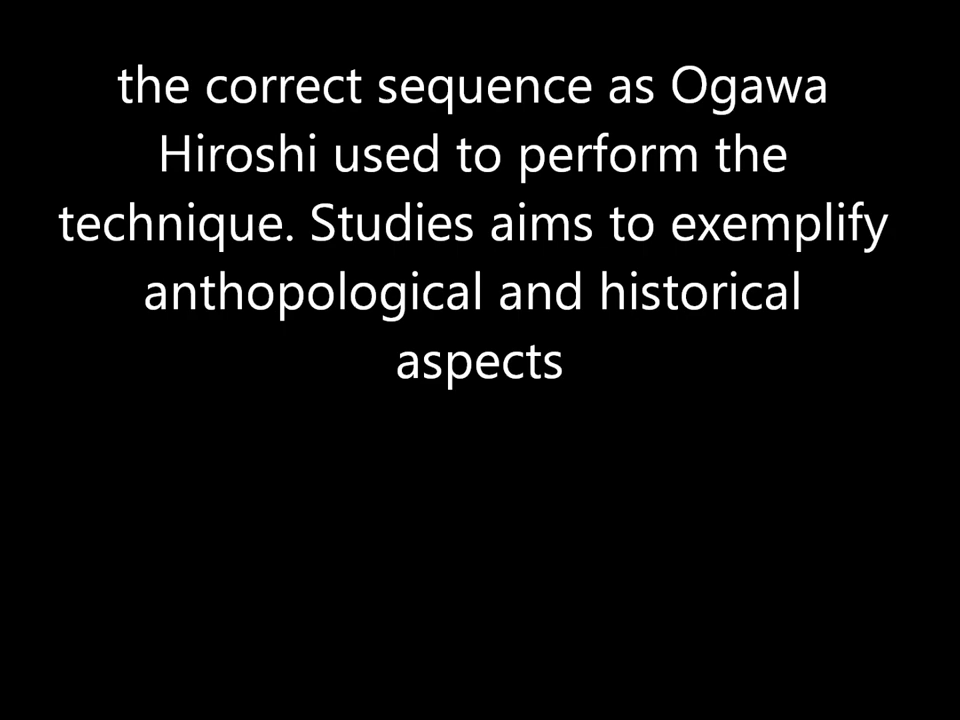 the correct sequence as Ogawa
Hiroshi used to perform the
technique. Studies aims to exemplify
anthopological and historical
aspects